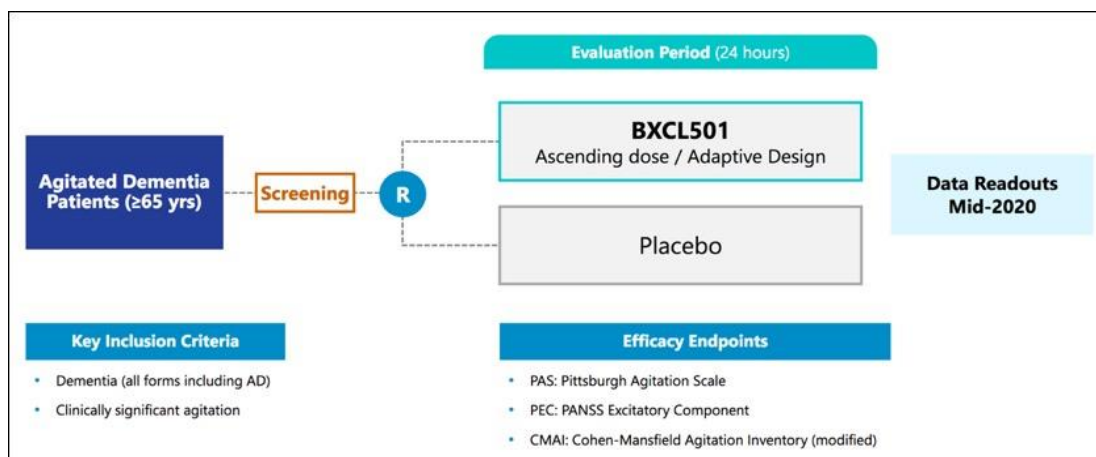 Evaluation Period (24 hours)
BXCL501
Ascending dose / Adaptive Design
Agitated Dementia
Patients (≥65 yrs)
Screening
R
Data Readouts
Mid-2020
Placebo
Key Inclusion Criteria
• Dementia (all forms including AD)
• Clinically significant agitation
Efficacy Endpoints
• PAS: Pittsburgh Agitation Scale
• PEC: PANSS Excitatory Component
• CMAI: Cohen-Mansfield Agitation Inventory (modified)